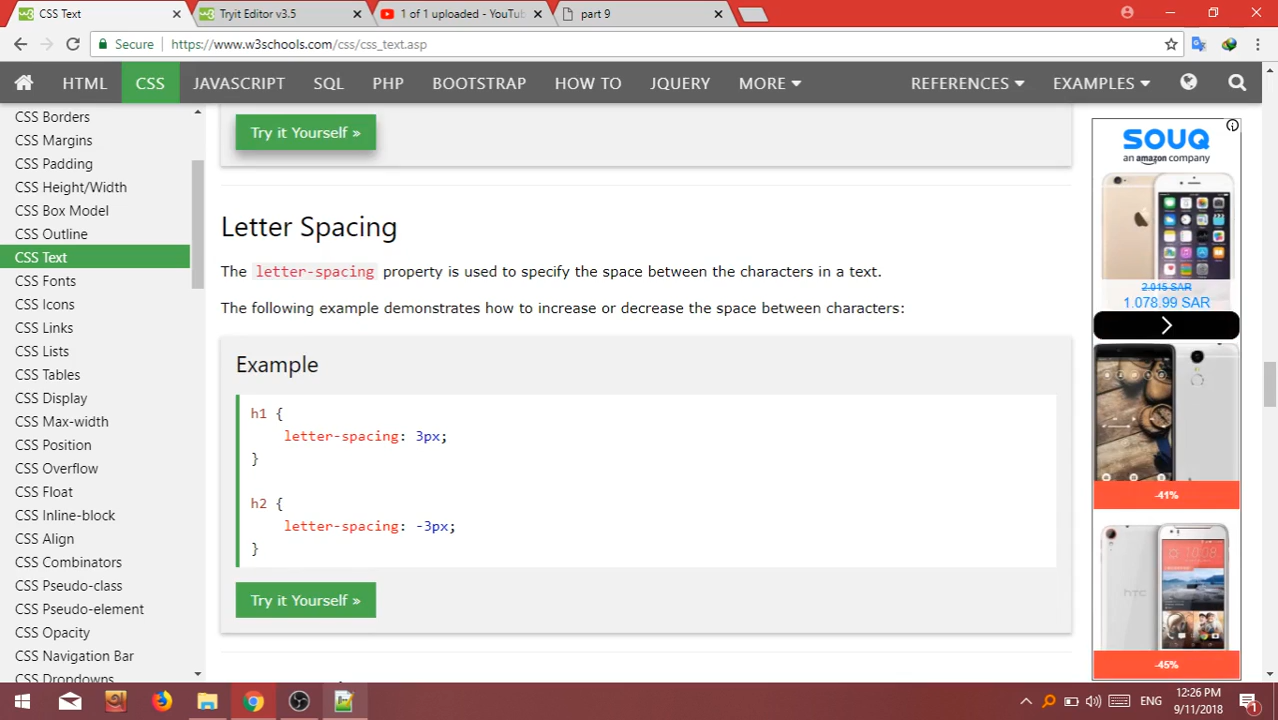 CSS Text
Tryit Editor v3.5
1 of 1 uploaded - YouTu
part 9
Secure
https://www.w3schools.com/css/css_text.asp
HTML CSS JAVASCRIPT SQL PHP BOOTSTRAP HOW TO JQUERY MORE REFERENCES EXAMPLES
CSS Borders
CSS Margins
CSS Padding
CSS Height/Width
CSS Box Model
CSS Outline
CSS Text
CSS Fonts
CSS Icons
CSS Links
CSS Lists
CSS Tables
CSS Display
CSS Max-width
CSS Position
CSS Overflow
CSS Float
CSS Inline-block
CSS Align
CSS Combinators
CSS Pseudo-class
CSS Pseudo-element
CSS Opacity
CSS Navigation Bar
CSS Dropdowns
Try it Yourself »
Letter Spacing
The letter-spacing property is used to specify the space between the characters in a text.
The following example demonstrates how to increase or decrease the space between characters:
Example
h1 {
letter-spacing: 3px;
}
h2 {
letter-spacing: -3px;
}
Try it Yourself »
SOUQ
an amazon company
2.015 SAR
1.078.99 SAR
-41%
hTC
-45%
ENG
12:26 PM
9/11/2018
1